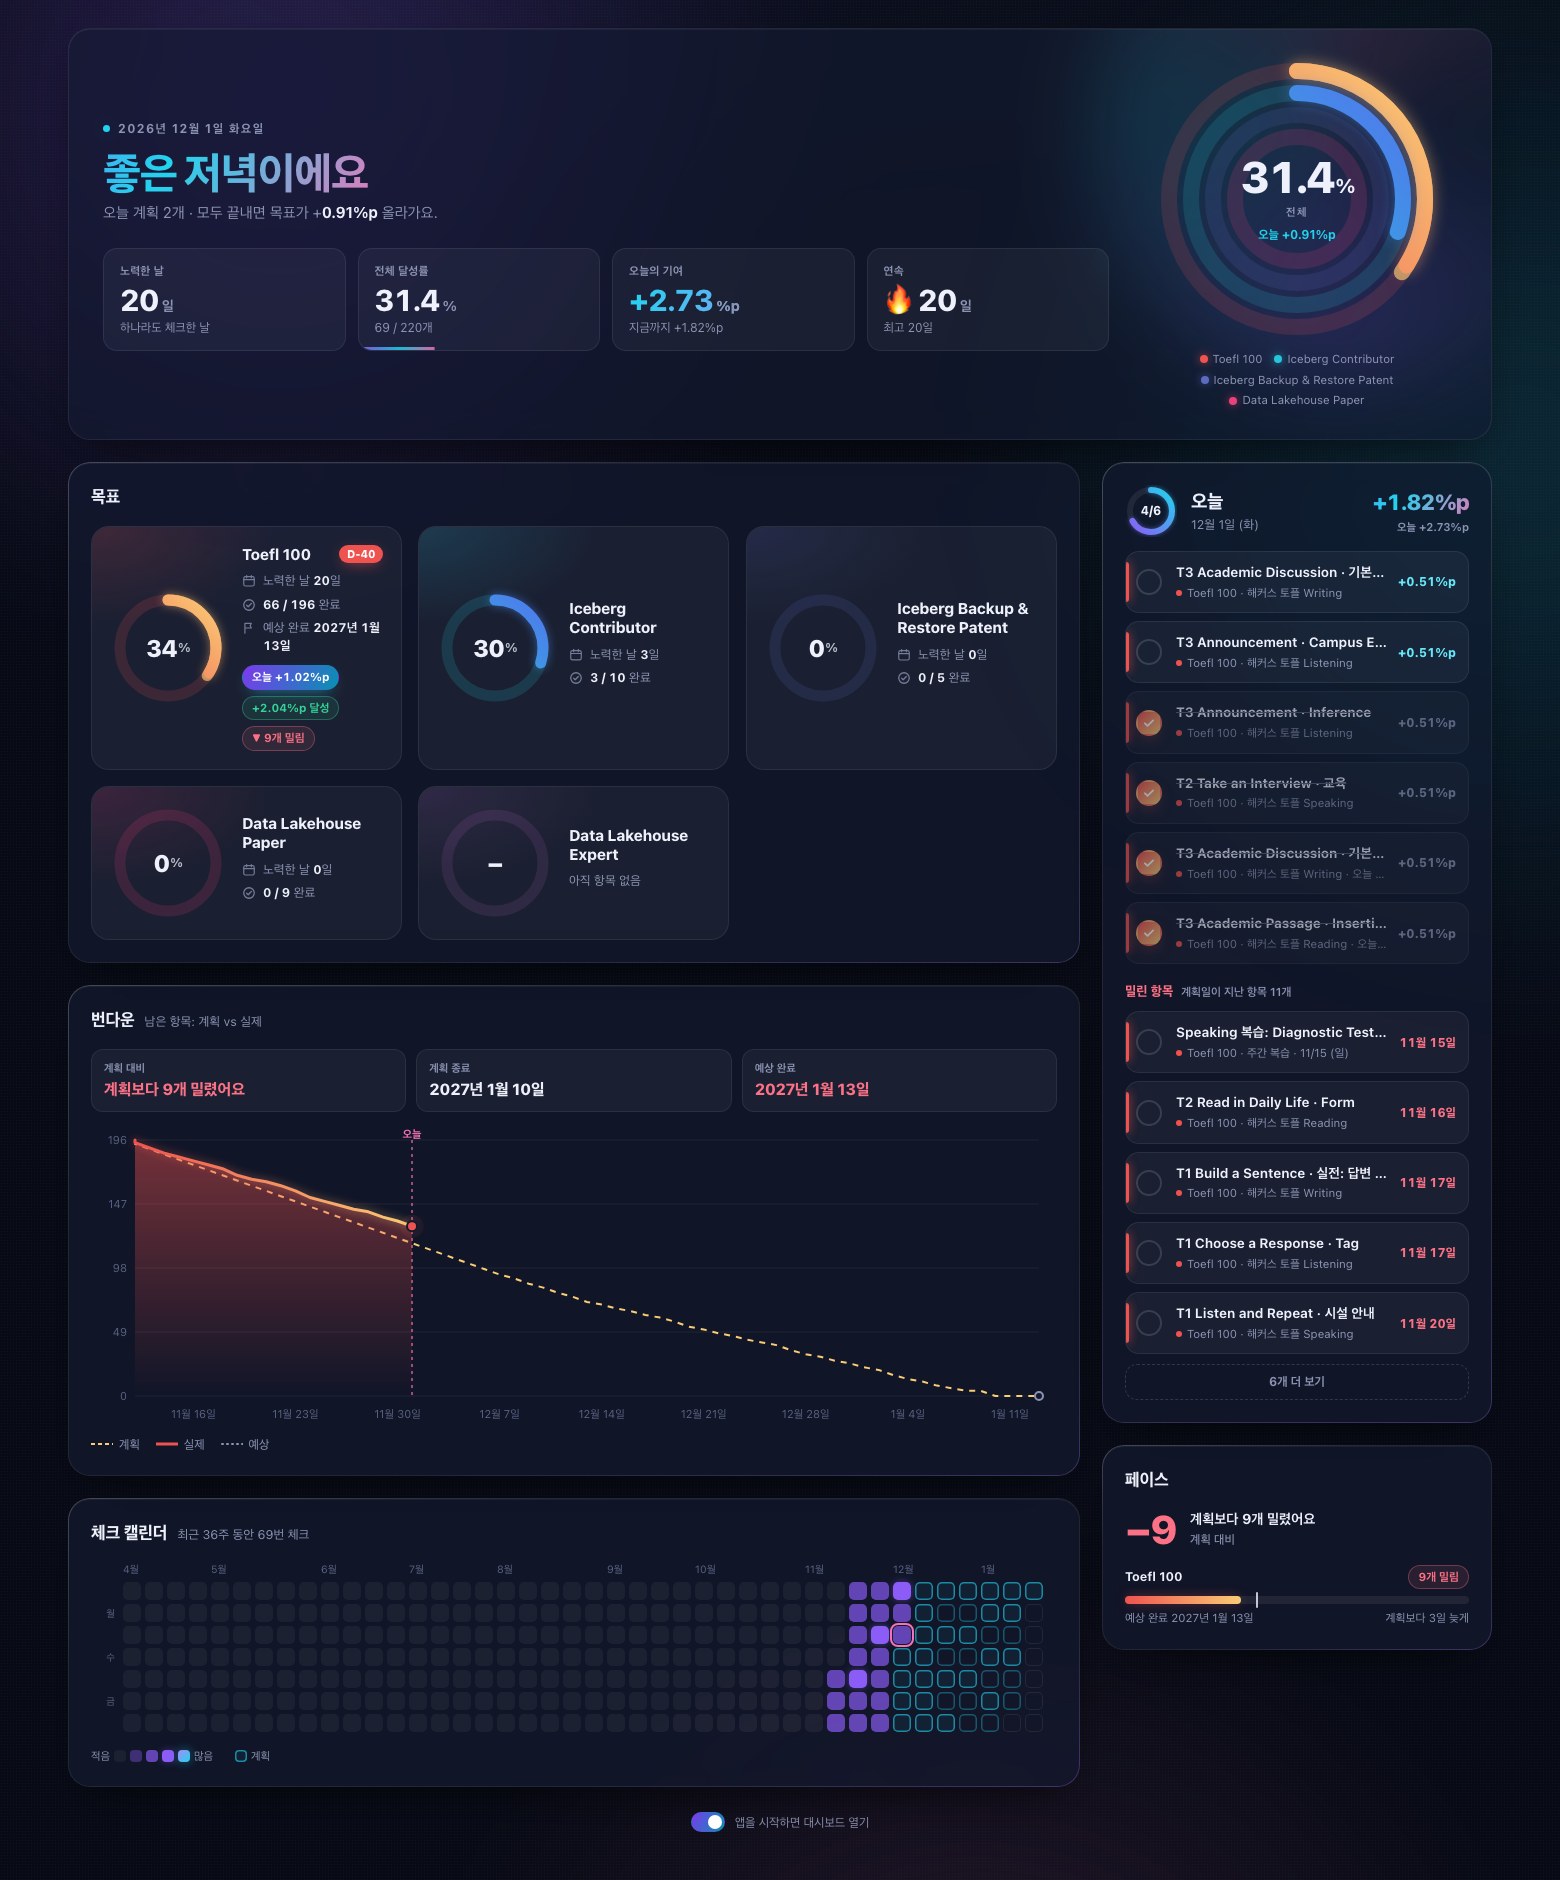 2026년 12월 1일 화요일
좋은 저녁이에요
오늘 계획 2개 · 모두 끝내면 목표가 +0.91%p 올라가요.
노력한 날
20일
하나라도 체크한 날
전체 달성률
31.4%
69 / 220개
오늘의 기여
+2.73%p
지금까지 +1.82%p
연속
🔥 20일
최고 20일
31.4%
전체
오늘 +0.91%p
Toefl 100
Iceberg Contributor
Iceberg Backup & Restore Patent
Data Lakehouse Paper
목표
34%
Toefl 100
D-40
노력한 날 20일
66 / 196 완료
예상 완료 2027년 1월
13일
오늘 +1.02%p
+2.04%p 달성
▼ 9개 밀림
30%
Iceberg
Contributor
노력한 날 3일
3 / 10 완료
0%
Iceberg Backup &
Restore Patent
노력한 날 0일
0 / 5 완료
0%
Data Lakehouse
Paper
노력한 날 0일
0 / 9 완료
–
Data Lakehouse
Expert
아직 항목 없음
번다운 남은 항목: 계획 vs 실제
계획 대비
계획보다 9개 밀렸어요
계획 종료
2027년 1월 10일
예상 완료
2027년 1월 13일
오늘
196
147
98
49
0
11월 16일
11월 23일
11월 30일
12월 7일
12월 14일
12월 21일
12월 28일
1월 4일
1월 11일
계획
실제
예상
체크 캘린더 최근 36주 동안 69번 체크
4월
5월
6월
7월
8월
9월
10월
11월
12월
1월
월
수
금
적음
많음
계획
4/6
오늘
12월 1일 (화)
+1.82%p
오늘 +2.73%p
T3 Academic Discussion · 기본...
Toefl 100 · 해커스 토플 Writing
+0.51%p
T3 Announcement · Campus E...
Toefl 100 · 해커스 토플 Listening
+0.51%p
T3 Announcement · Inference
Toefl 100 · 해커스 토플 Listening
+0.51%p
T2 Take an Interview · 교육
Toefl 100 · 해커스 토플 Speaking
+0.51%p
T3 Academic Discussion · 기본...
Toefl 100 · 해커스 토플 Writing · 오늘 ...
+0.51%p
T3 Academic Passage · Inserti...
Toefl 100 · 해커스 토플 Reading · 오늘...
+0.51%p
밀린 항목 계획일이 지난 항목 11개
Speaking 복습: Diagnostic Test...
Toefl 100 · 주간 복습 · 11/15 (일)
11월 15일
T2 Read in Daily Life · Form
Toefl 100 · 해커스 토플 Reading
11월 16일
T1 Build a Sentence · 실전: 답변 ...
Toefl 100 · 해커스 토플 Writing
11월 17일
T1 Choose a Response · Tag
Toefl 100 · 해커스 토플 Listening
11월 17일
T1 Listen and Repeat · 시설 안내
Toefl 100 · 해커스 토플 Speaking
11월 20일
6개 더 보기
페이스
–9
계획보다 9개 밀렸어요
계획 대비
Toefl 100
9개 밀림
예상 완료 2027년 1월 13일
계획보다 3일 늦게
앱을 시작하면 대시보드 열기